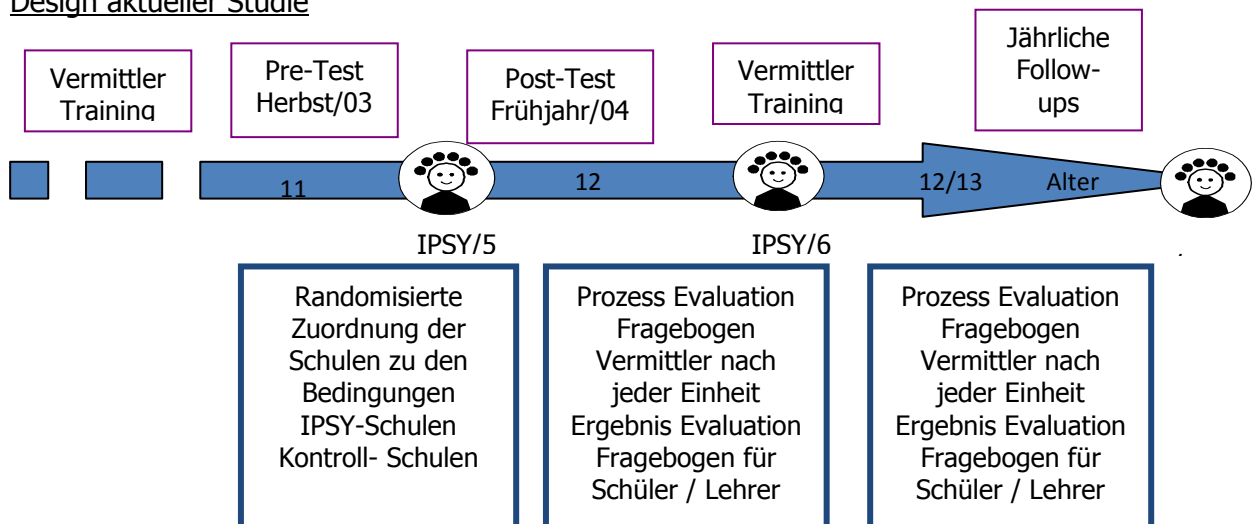 Design aktueller Studie
Vermittler
Training
Pre-Test
Herbst/03
Post-Test
Frühjahr/04
Vermittler
Training
Jährliche
Follow-
ups
11
12
12/13 Alter
IPSY/5
IPSY/6
Randomisierte
Zuordnung der
Schulen zu den
Bedingungen
IPSY-Schulen
Kontroll- Schulen
Prozess Evaluation
Fragebogen
Vermittler nach
jeder Einheit
Ergebnis Evaluation
Fragebogen für
Schüler / Lehrer
Prozess Evaluation
Fragebogen
Vermittler nach
jeder Einheit
Ergebnis Evaluation
Fragebogen für
Schüler / Lehrer